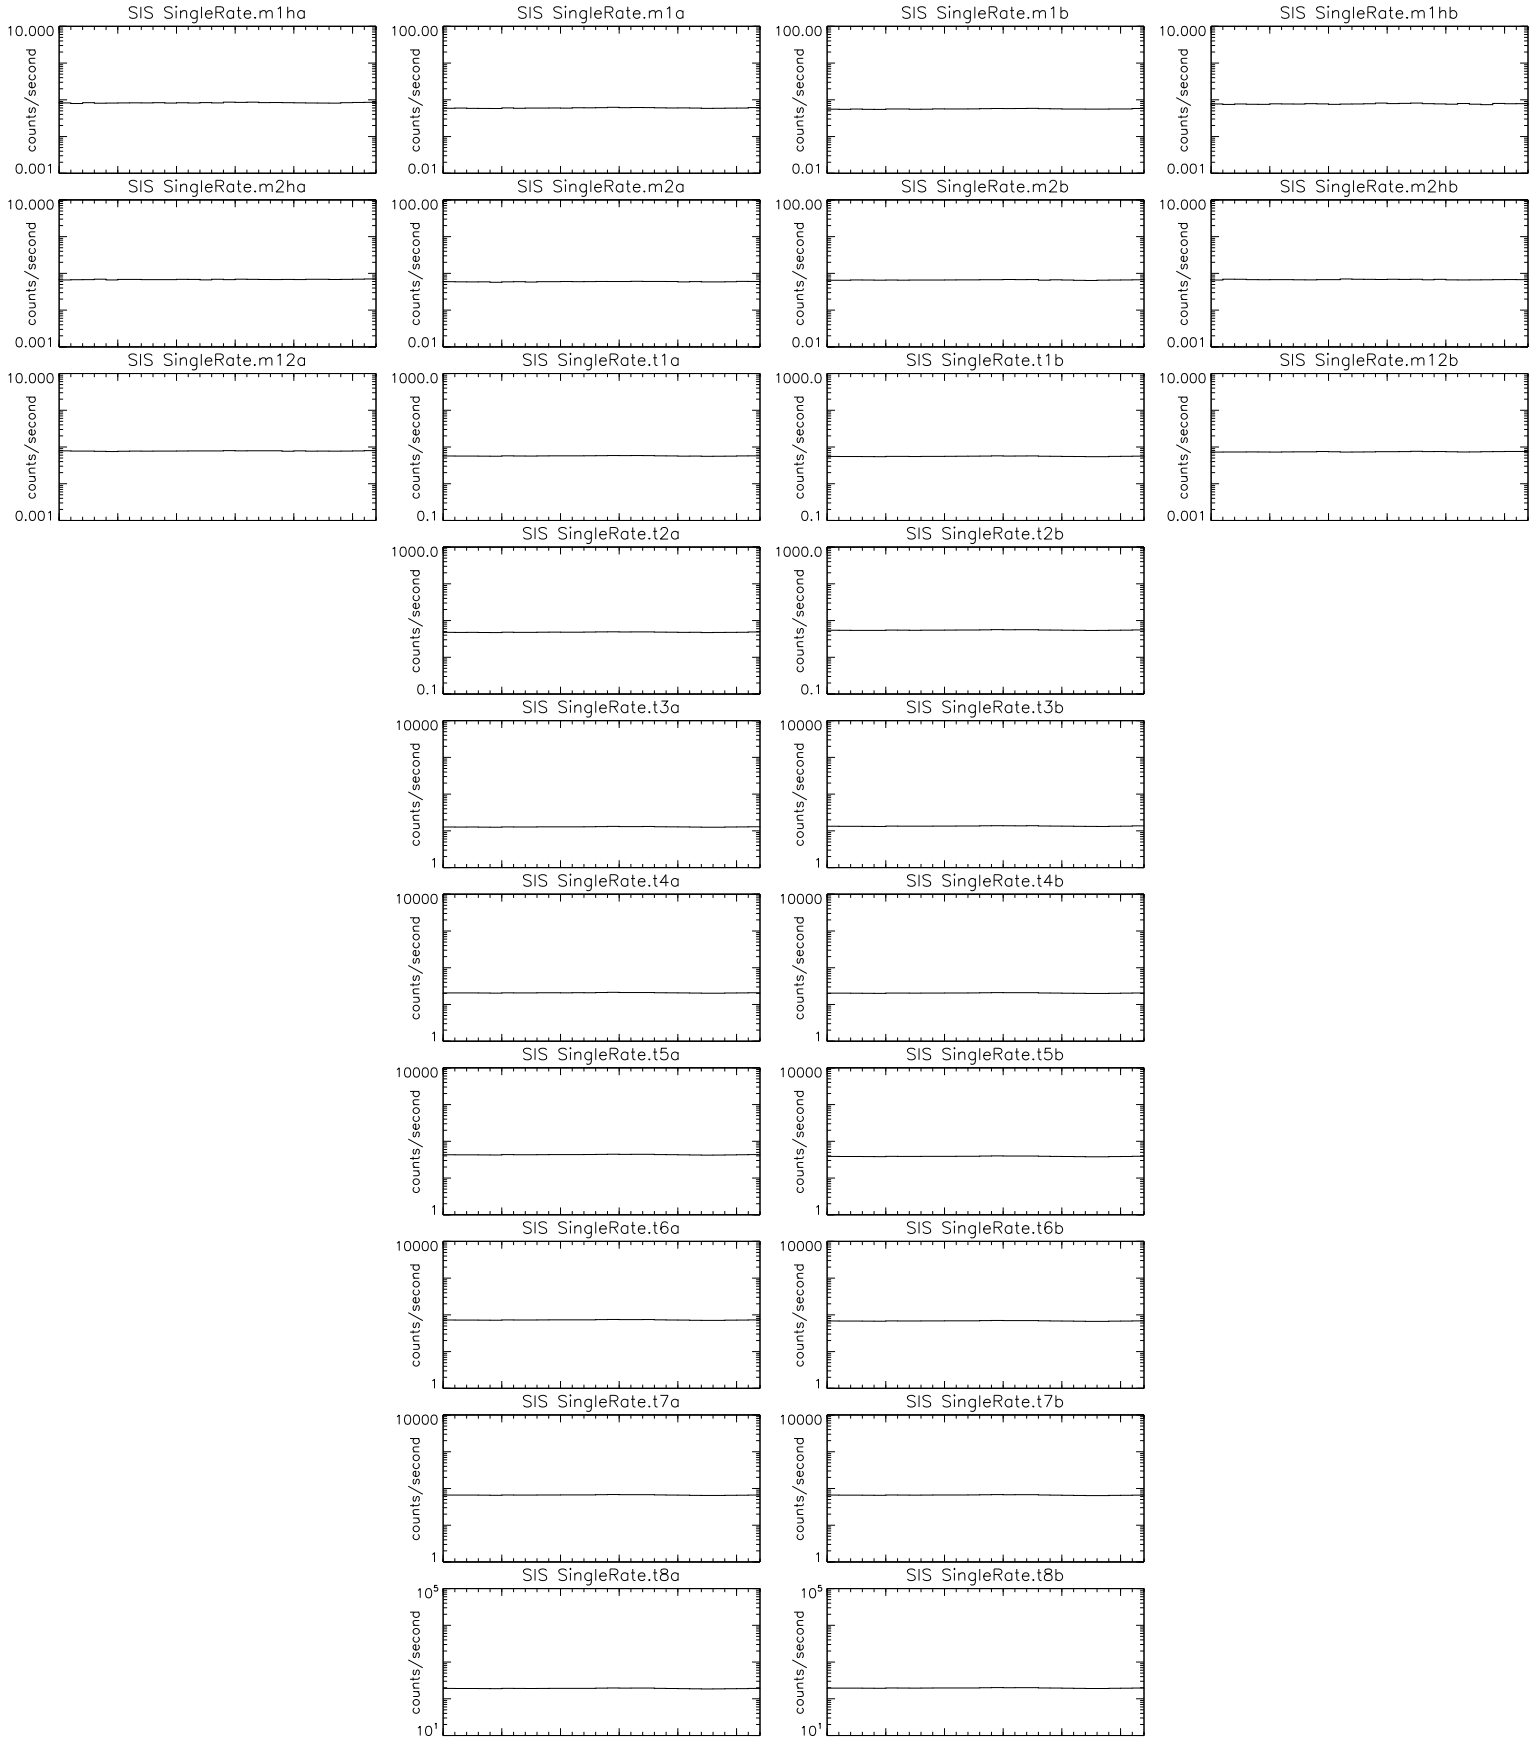 SIS SingleRate.m1ha
10.000
counts/second
0.001
SIS SingleRate.m1a
100.00
counts/second
0.01
SIS SingleRate.m1b
100.00
counts/second
0.01
SIS SingleRate.m1hb
10.000
counts/second
0.001
SIS SingleRate.m2ha
10.000
counts/second
0.001
SIS SingleRate.m2a
100.00
counts/second
0.01
SIS SingleRate.m2b
100.00
counts/second
0.01
SIS SingleRate.m2hb
10.000
counts/second
0.001
SIS SingleRate.m12a
10.000
counts/second
0.001
SIS SingleRate.t1a
1000.0
counts/second
0.1
SIS SingleRate.t1b
1000.0
counts/second
0.1
SIS SingleRate.m12b
10.000
counts/second
0.001
SIS SingleRate.t2a
1000.0
counts/second
0.1
SIS SingleRate.t2b
1000.0
counts/second
0.1
SIS SingleRate.t3a
10000
counts/second
1
SIS SingleRate.t3b
10000
counts/second
1
SIS SingleRate.t4a
10000
counts/second
1
SIS SingleRate.t4b
10000
counts/second
1
SIS SingleRate.t5a
10000
counts/second
1
SIS SingleRate.t5b
10000
counts/second
1
SIS SingleRate.t6a
10000
counts/second
1
SIS SingleRate.t6b
10000
counts/second
1
SIS SingleRate.t7a
10000
counts/second
1
SIS SingleRate.t7b
10000
counts/second
1
SIS SingleRate.t8a
10⁵
counts/second
10¹
SIS SingleRate.t8b
10⁵
counts/second
10¹